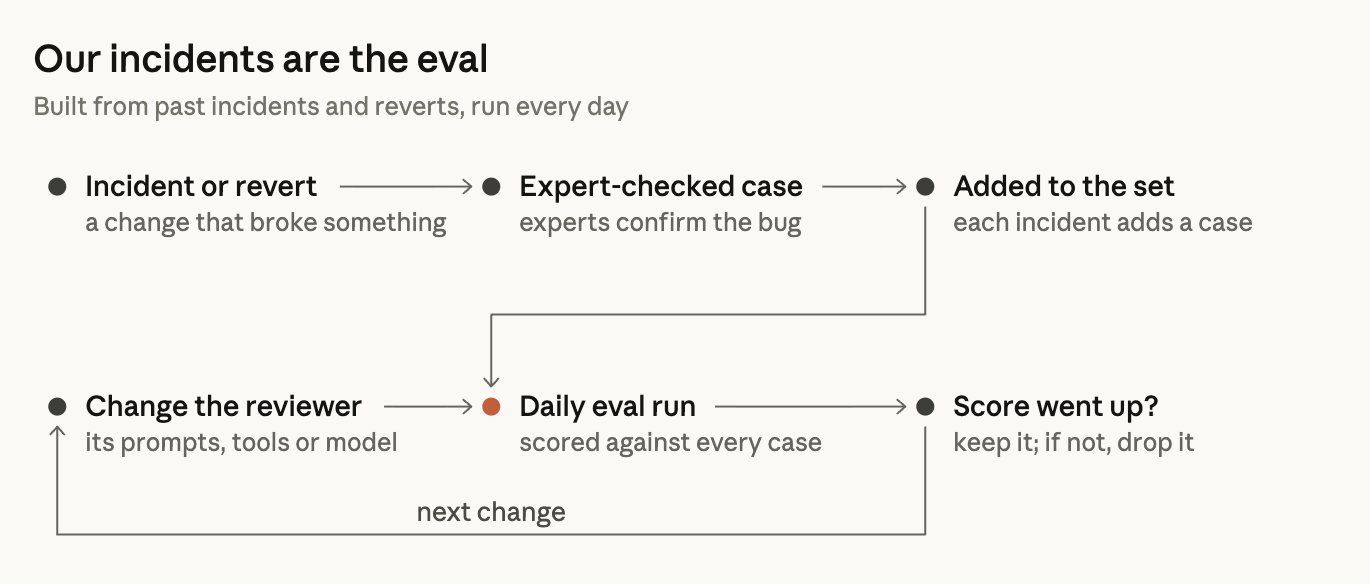 Our incidents are the eval
Built from past incidents and reverts, run every day
Incident or revert
a change that broke something
Expert-checked case
experts confirm the bug
Added to the set
each incident adds a case
Change the reviewer
its prompts, tools or model
Daily eval run
scored against every case
Score went up?
keep it; if not, drop it
next change